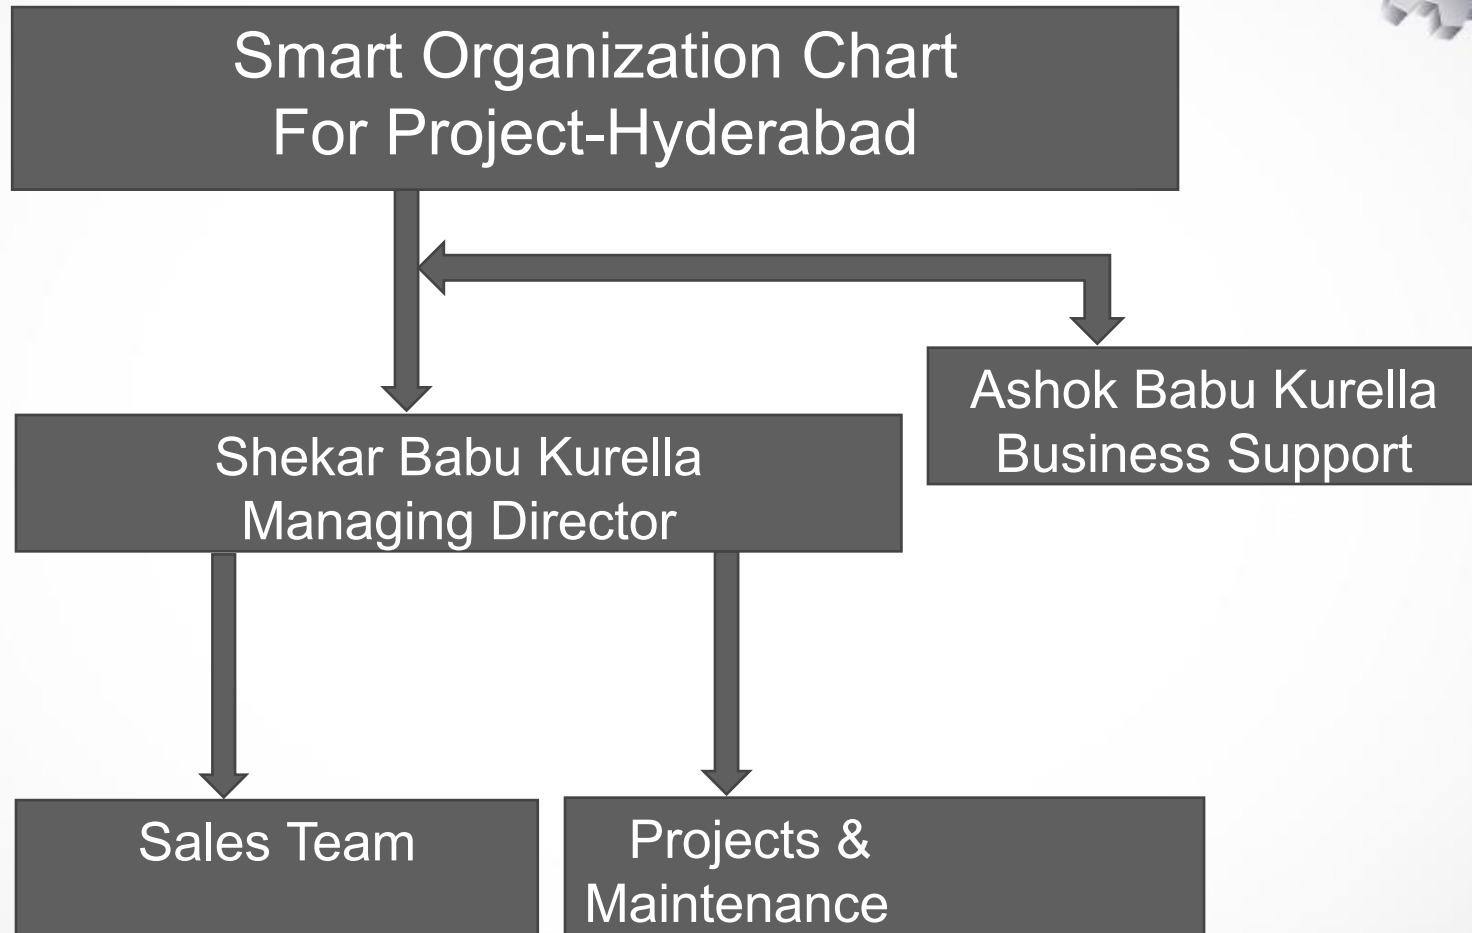 Smart Organization Chart
For Project-Hyderabad
Ashok Babu Kurella
Business Support
Shekar Babu Kurella
Managing Director
Sales Team
Projects &
Maintenance